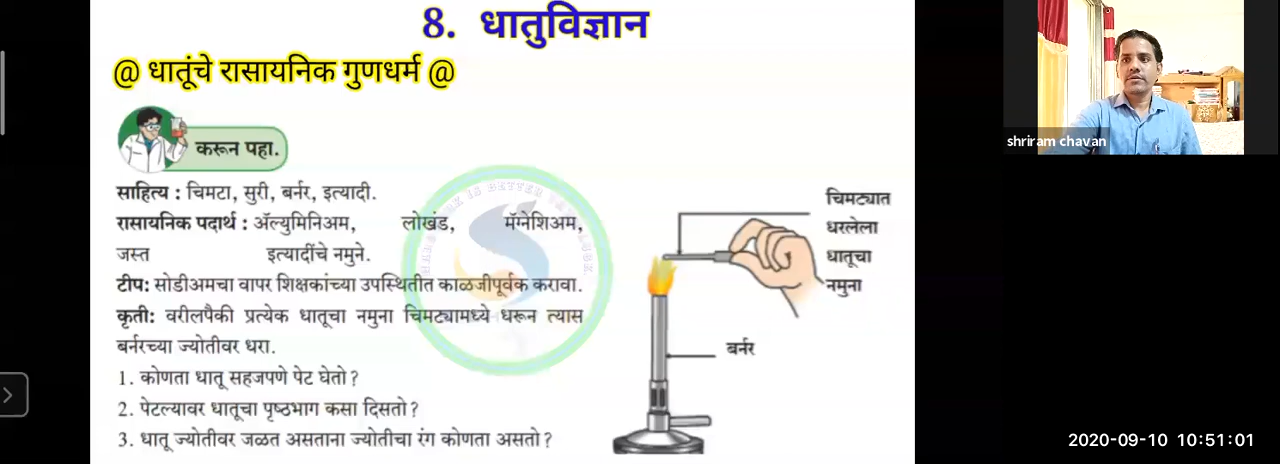 8. धातुविज्ञान
@ धातूंचे रासायनिक गुणधर्म @
करून पहा.
साहित्य : चिमटा, सुरी, बर्नर, इत्यादी.
रासायनिक पदार्थ : ॲल्युमिनिअम, लोखंड, मॅग्नेशिअम,
जस्त इत्यादींचे नमुने.
टीप: सोडीअमचा वापर शिक्षकांच्या उपस्थितीत काळजीपूर्वक करावा.
कृती: वरीलपैकी प्रत्येक धातूचा नमुना चिमट्यामध्ये धरून त्यास
बर्नरच्या ज्योतीवर धरा.
1. कोणता धातू सहजपणे पेट घेतो ?
2. पेटल्यावर धातूचा पृष्ठभाग कसा दिसतो ?
3. धातू ज्योतीवर जळत असताना ज्योतीचा रंग कोणता असतो ?
चिमट्यात
धरलेला
धातूचा
नमुना
बर्नर
shriram chavan
2020-09-10 10:51:01